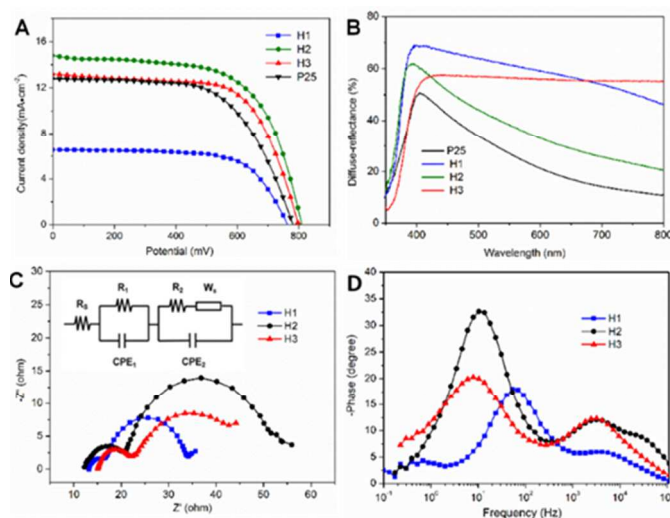 A
H1
H2
H3
P25
Current density(mA•cm⁻²)
16
12
8
4
0
0
200
400
600
800
Potential (mV)
B
P25
H1
H2
H3
Diffuse-reflectance (%)
80
60
40
20
0
400
500
600
700
800
Wavelength (nm)
C
R₁
R₂
CPE₁
CPE₂
H1
H2
H3
-Z'' (ohm)
30
25
20
15
10
5
0
10
20
30
40
50
60
Z' (ohm)
D
H1
H2
H3
-Phase (degree)
40
35
30
25
20
15
10
5
0
10⁻¹
10⁰
10¹
10²
10³
10⁴
10⁵
Frequency (Hz)